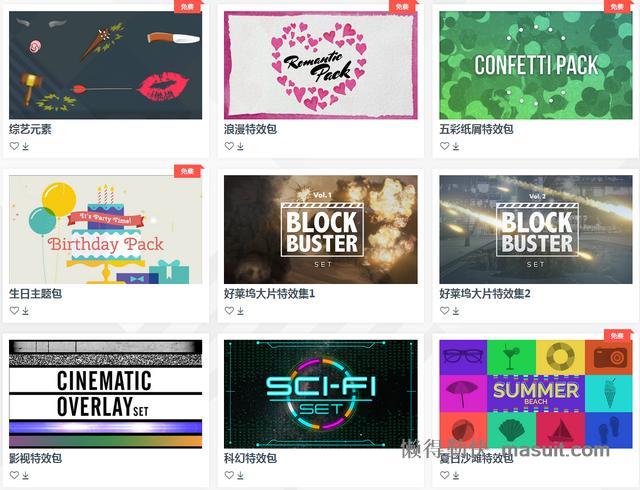 免费
免费
免费
Romantic
Pack
CONFETTI PACK
综艺元素
浪漫特效包
五彩纸屑特效包
免费
It's Party Time!
Birthday Pack
Vol. 1
BLOCK
BUSTER
SET
Vol. 2
BLOCK
BUSTER
SET
生日主题包
好莱坞大片特效集1
好莱坞大片特效集2
免费
CINEMATIC
OVERLAY SET
SCI-FI
SET
SUMMER
BEACH
影视特效包
科幻特效包
夏日沙滩特效包
masuit.com